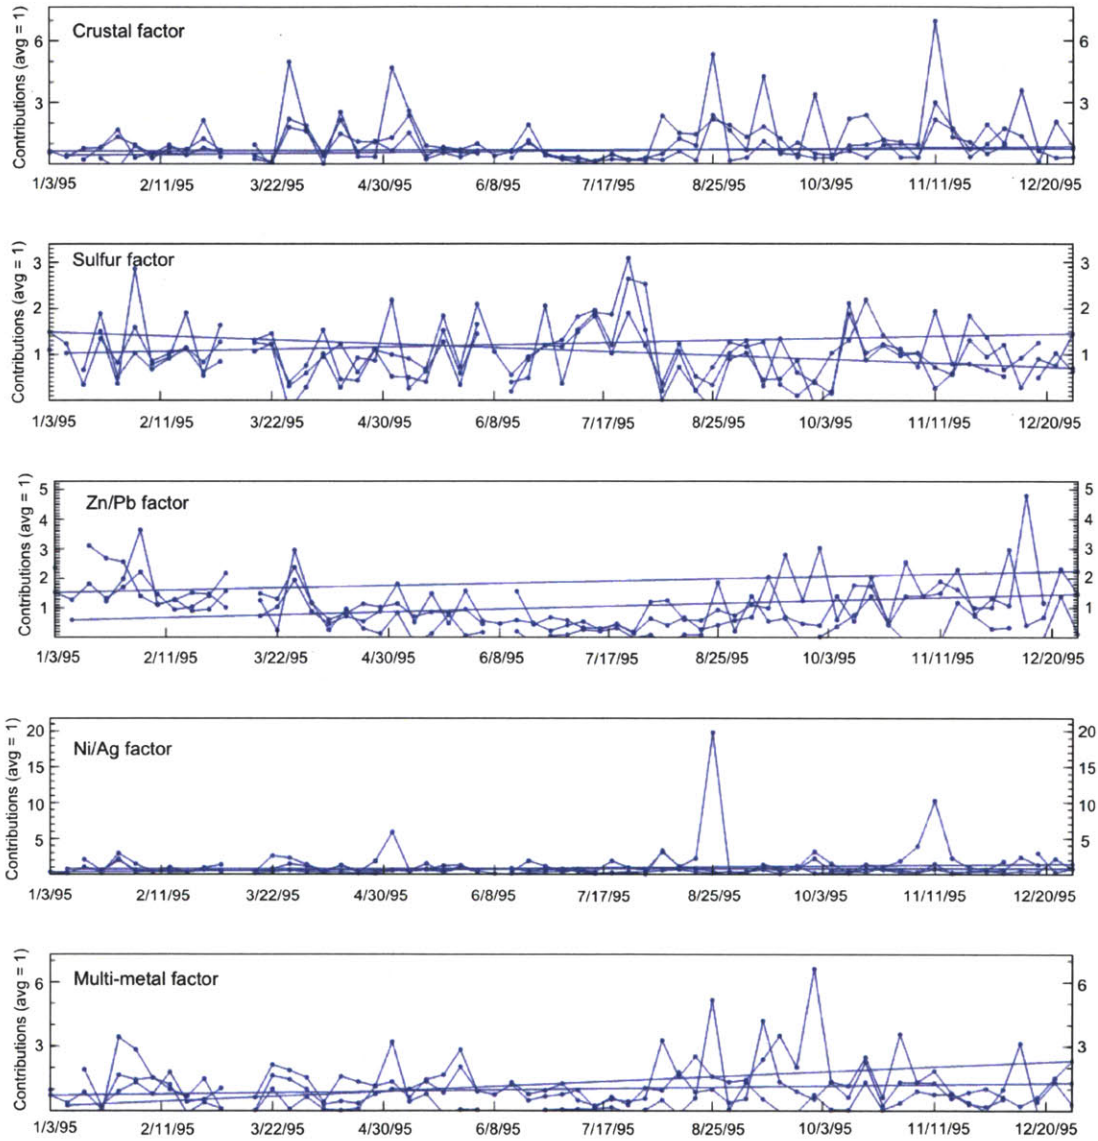 Contributions (avg = 1)
Crustal factor
6 6
3 3
1/3/95 2/11/95 3/22/95 4/30/95 6/8/95 7/17/95 8/25/95 10/3/95 11/11/95 12/20/95
Contributions (avg = 1)
Sulfur factor
3 3
2 2
1 1
1/3/95 2/11/95 3/22/95 4/30/95 6/8/95 7/17/95 8/25/95 10/3/95 11/11/95 12/20/95
Contributions (avg = 1)
Zn/Pb factor
5 5
4 4
3 3
2 2
1 1
1/3/95 2/11/95 3/22/95 4/30/95 6/8/95 7/17/95 8/25/95 10/3/95 11/11/95 12/20/95
Contributions (avg = 1)
Ni/Ag factor
20 20
15 15
10 10
5 5
1/3/95 2/11/95 3/22/95 4/30/95 6/8/95 7/17/95 8/25/95 10/3/95 11/11/95 12/20/95
Contributions (avg = 1)
Multi-metal factor
6 6
3 3
1/3/95 2/11/95 3/22/95 4/30/95 6/8/95 7/17/95 8/25/95 10/3/95 11/11/95 12/20/95